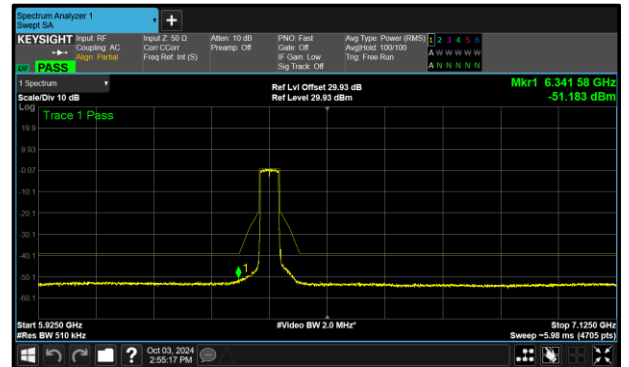 Spectrum Analyzer 1
Swept SA
+
KEYSIGHT Input: RF Input Z: 50 Ω Atten: 10 dB PNO: Fast Avg Type: Power (RMS) 1 2 3 4 5 6
Coupling: AC Corr CCorr Preamp: Off Gate: Off Avg|Hold: 100/100 A W W W W W
Align: Partial Freq Ref: Int (S) IF Gain: Low Trig: Free Run A N N N N N
PASS Sig Track: Off
1 Spectrum Ref Lvl Offset 29.93 dB Mkr1 6.341 58 GHz
Scale/Div 10 dB Ref Level 29.93 dBm -51.183 dBm
Log
Trace 1 Pass
19.9
9.93
-0.07
-10.1
-20.1
-30.1
-40.1
1
-50.1
-60.1
Start 5.9250 GHz #Video BW 2.0 MHz* Stop 7.1250 GHz
#Res BW 510 kHz Sweep ~5.98 ms (4705 pts)
? Oct 03, 2024
2:55:17 PM